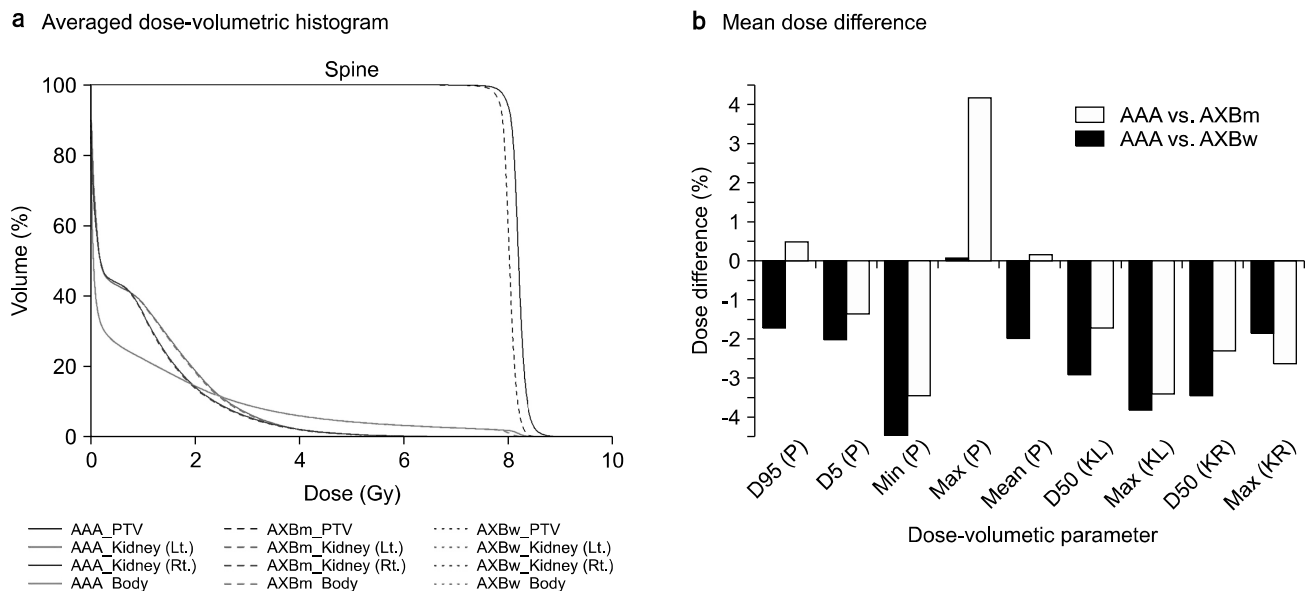 a Averaged dose-volumetric histogram
Spine
100
80
60
40
20
0
Volume (%)
0 2 4 6 8 10
Dose (Gy)
AAA_PTV AXBm_PTV AXBw_PTV
AAA_Kidney (Lt.) AXBm_Kidney (Lt.) AXBw_Kidney (Lt.)
AAA_Kidney (Rt.) AXBm_Kidney (Rt.) AXBw_Kidney (Rt.)
AAA_Body AXBm_Body AXBw_Body
b Mean dose difference
AAA vs. AXBm
AAA vs. AXBw
4
3
2
1
0
-1
-2
-3
-4
Dose difference (%)
D95 (P) D5 (P) Min (P) Max (P) Mean (P) D50 (KL) Max (KL) D50 (KR) Max (KR)
Dose-volumetic parameter